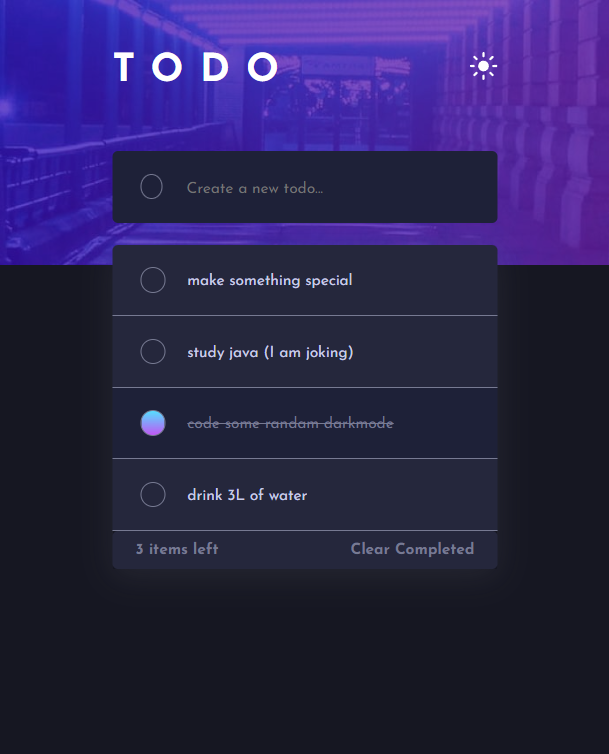 TODO
Create a new todo...
make something special
study java (I am joking)
code some randam darkmode
drink 3L of water
3 items left
Clear Completed